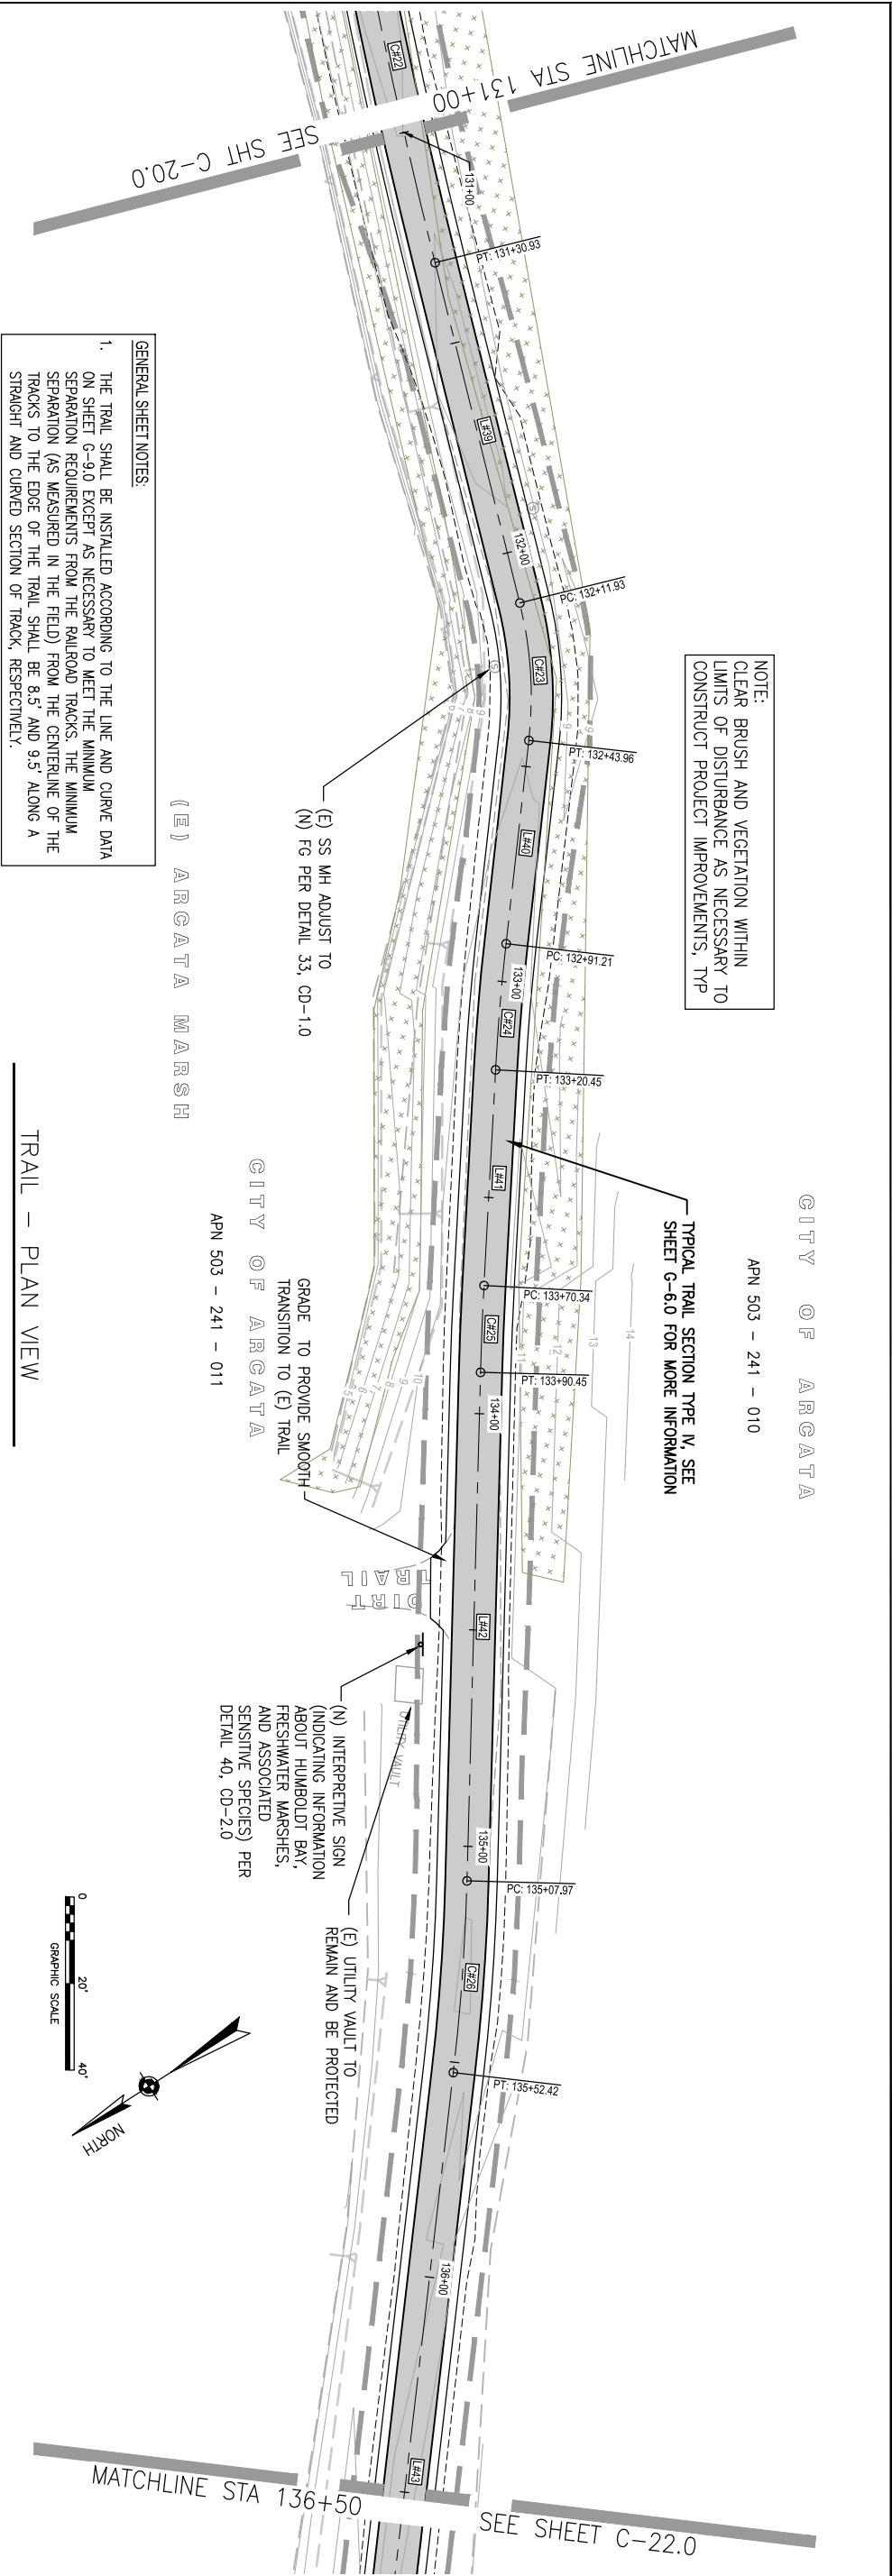 MATCHLINE STA 131+00
SEE SHT C-20.0
C#22
131+00
PT: 131+30.93
L#39
132+00
PC: 132+11.93
C#23
PT: 132+43.96
L#40
PC: 132+91.21
133+00
C#24
PT: 133+20.45
L#41
PC: 133+70.34
C#25
PT: 133+90.45
134+00
L#42
135+00
PC: 135+07.97
C#26
PT: 135+52.42
136+00
L#43
MATCHLINE STA 136+50
SEE SHEET C-22.0
NOTE:
CLEAR BRUSH AND VEGETATION WITHIN
LIMITS OF DISTURBANCE AS NECESSARY TO
CONSTRUCT PROJECT IMPROVEMENTS, TYP
CITY OF ARCATA
APN 503 - 241 - 010
TYPICAL TRAIL SECTION TYPE IV, SEE
SHEET G-6.0 FOR MORE INFORMATION
14
13
12
11
9
9
S
S
(E) SS MH ADJUST TO
(N) FG PER DETAIL 33, CD-1.0
GRADE TO PROVIDE SMOOTH
TRANSITION TO (E) TRAIL
DIRT
TRAIL
UTILITY VAULT
10
9
8
7
6
5
(N) INTERPRETIVE SIGN
(INDICATING INFORMATION
ABOUT HUMBOLDT BAY,
FRESHWATER MARSHES,
AND ASSOCIATED
SENSITIVE SPECIES) PER
DETAIL 40, CD-2.0
(E) UTILITY VAULT TO
REMAIN AND BE PROTECTED
CITY OF ARCATA
APN 503 - 241 - 011
(E) ARCATA MARSH
GENERAL SHEET NOTES:
1. THE TRAIL SHALL BE INSTALLED ACCORDING TO THE LINE AND CURVE DATA
ON SHEET G-9.0 EXCEPT AS NECESSARY TO MEET THE MINIMUM
SEPARATION REQUIREMENTS FROM THE RAILROAD TRACKS. THE MINIMUM
SEPARATION (AS MEASURED IN THE FIELD) FROM THE CENTERLINE OF THE
TRACKS TO THE EDGE OF THE TRAIL SHALL BE 8.5' AND 9.5' ALONG A
STRAIGHT AND CURVED SECTION OF TRACK, RESPECTIVELY.
TRAIL - PLAN VIEW
0 20' 40'
GRAPHIC SCALE
NORTH